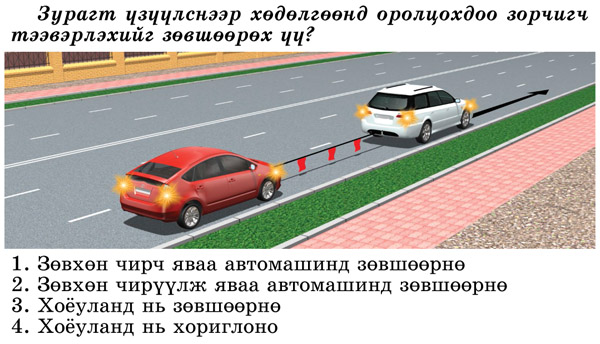 Зурагт үзүүлснээр хөдөлгөөнд оролцохдоо зорчигч
тээвэрлэхийг зөвшөөрөх үү?
1. Зөвхөн чирч яваа автомашинд зөвшөөрнө
2. Зөвхөн чирүүлж яваа автомашинд зөвшөөрнө
3. Хоёуланд нь зөвшөөрнө
4. Хоёуланд нь хориглоно